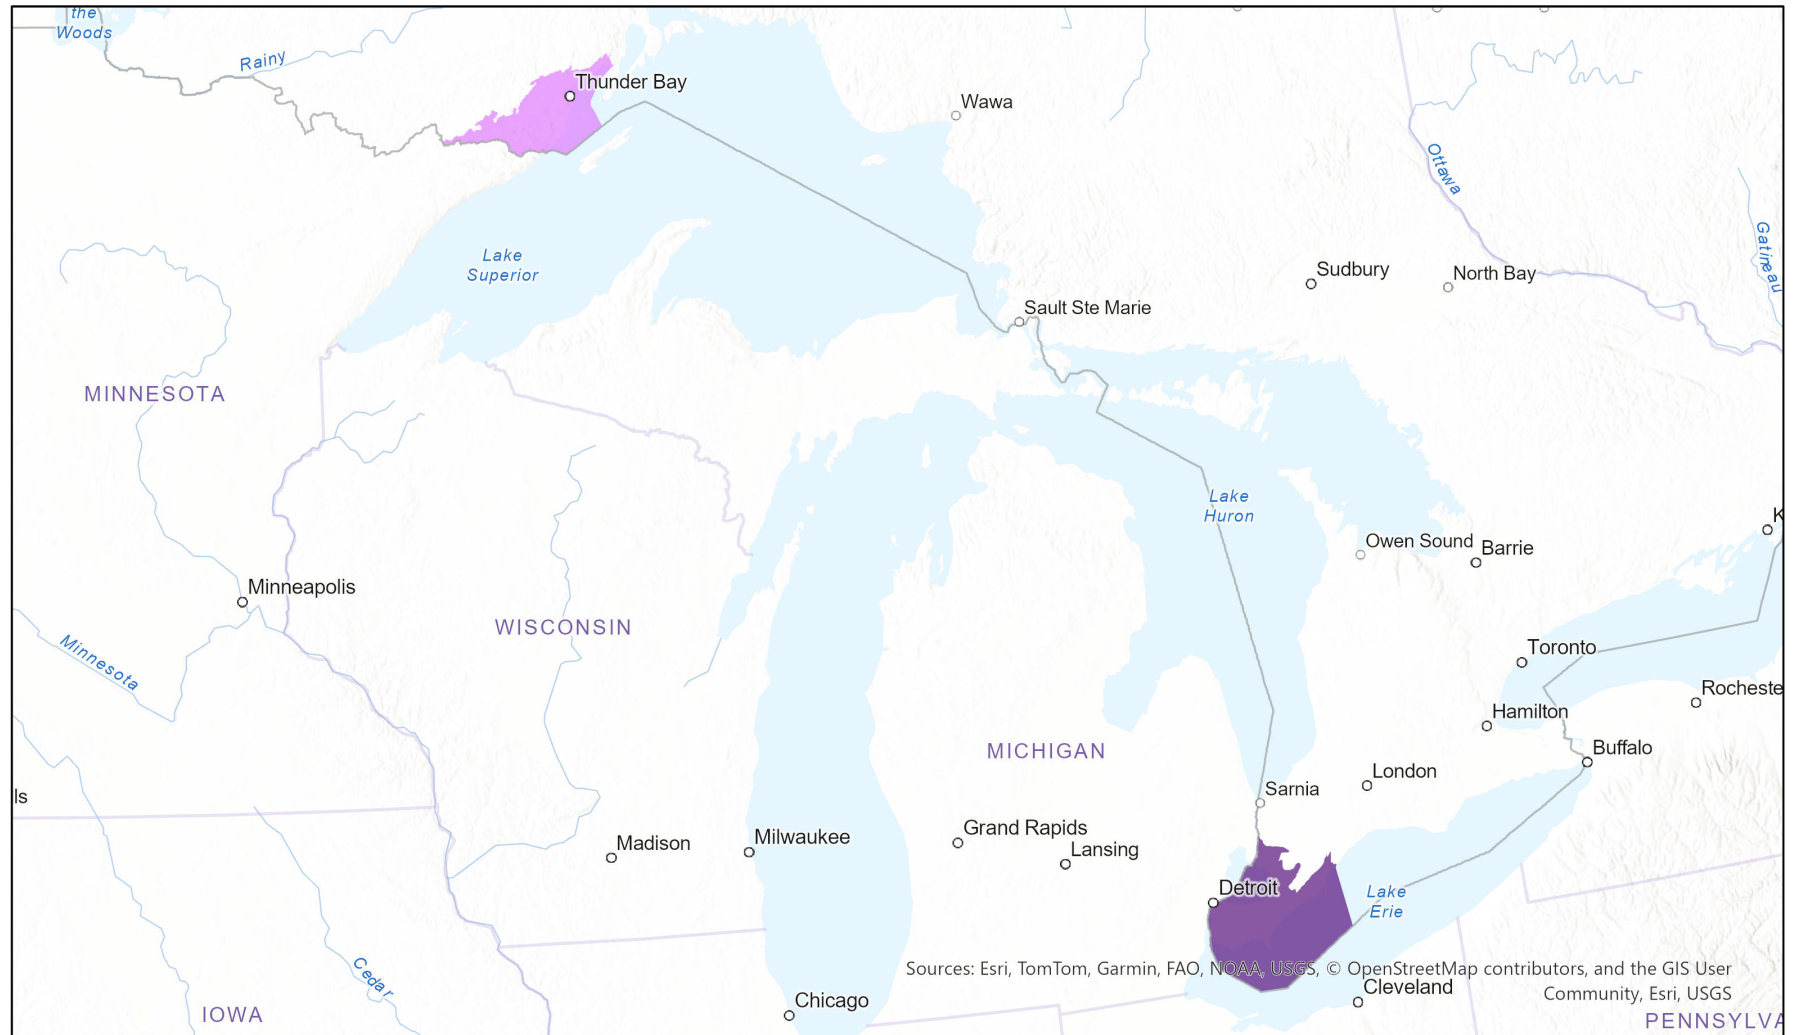 the
Woods
Rainy
Thunder Bay
Wawa
Ottawa
Gatineau
Lake
Superior
Sudbury
North Bay
Sault Ste Marie
MINNESOTA
Lake
Huron
K
Owen Sound
Barrie
Minneapolis
WISCONSIN
Minnesota
Toronto
Rocheste
Hamilton
MICHIGAN
Buffalo
London
Sarnia
ls
Grand Rapids
Milwaukee
Madison
Lansing
Detroit
Lake
Erie
Cedar
Sources: Esri, TomTom, Garmin, FAO, NOAA, USGS, © OpenStreetMap contributors, and the GIS User
Community, Esri, USGS
Cleveland
Chicago
IOWA
PENNSYLVA